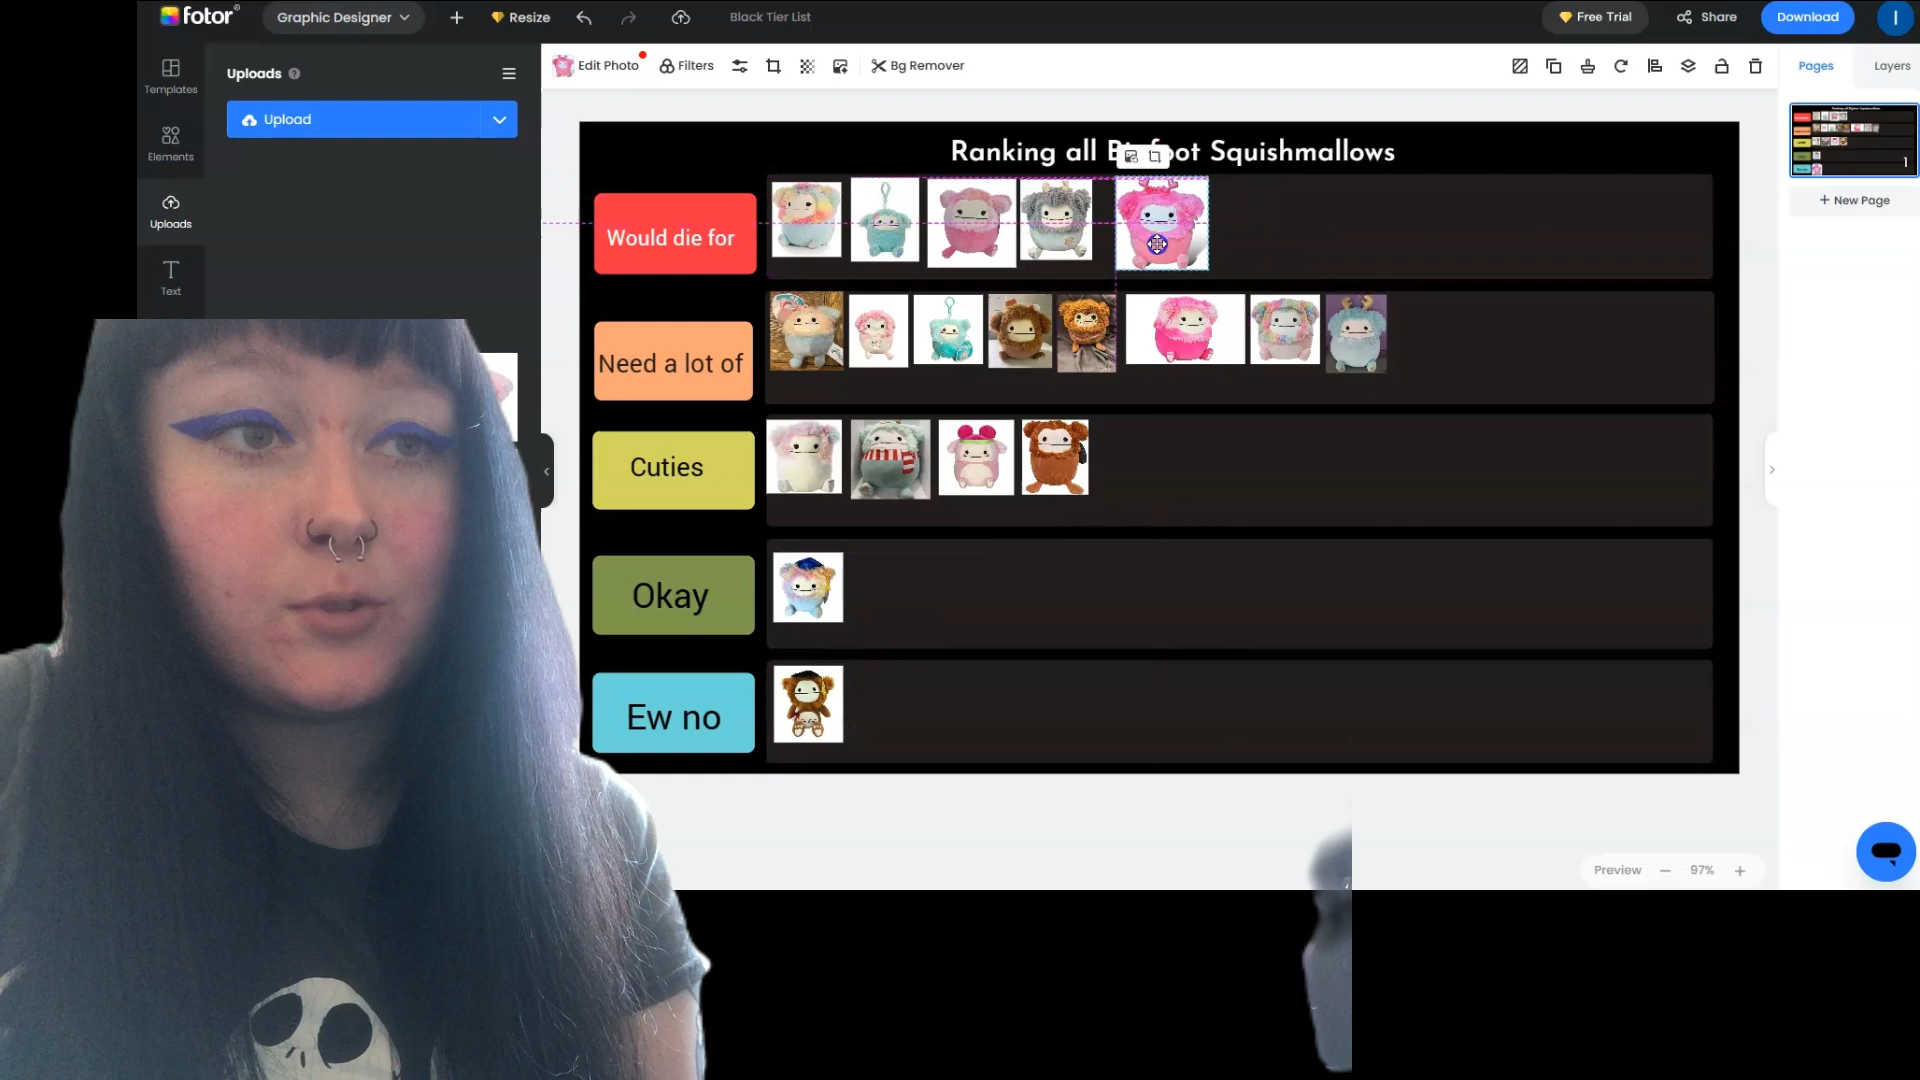 fotor®
Graphic Designer
Resize
Black Tier List
Free Trial
Share
Download
I
Templates
Elements
Uploads
Text
Uploads
Upload
Edit Photo
Filters
Bg Remover
Pages
Layers
1
+ New Page
Ranking all Bigfoot Squishmallows
Would die for
Need a lot of
Cuties
Okay
Ew no
Preview
97%